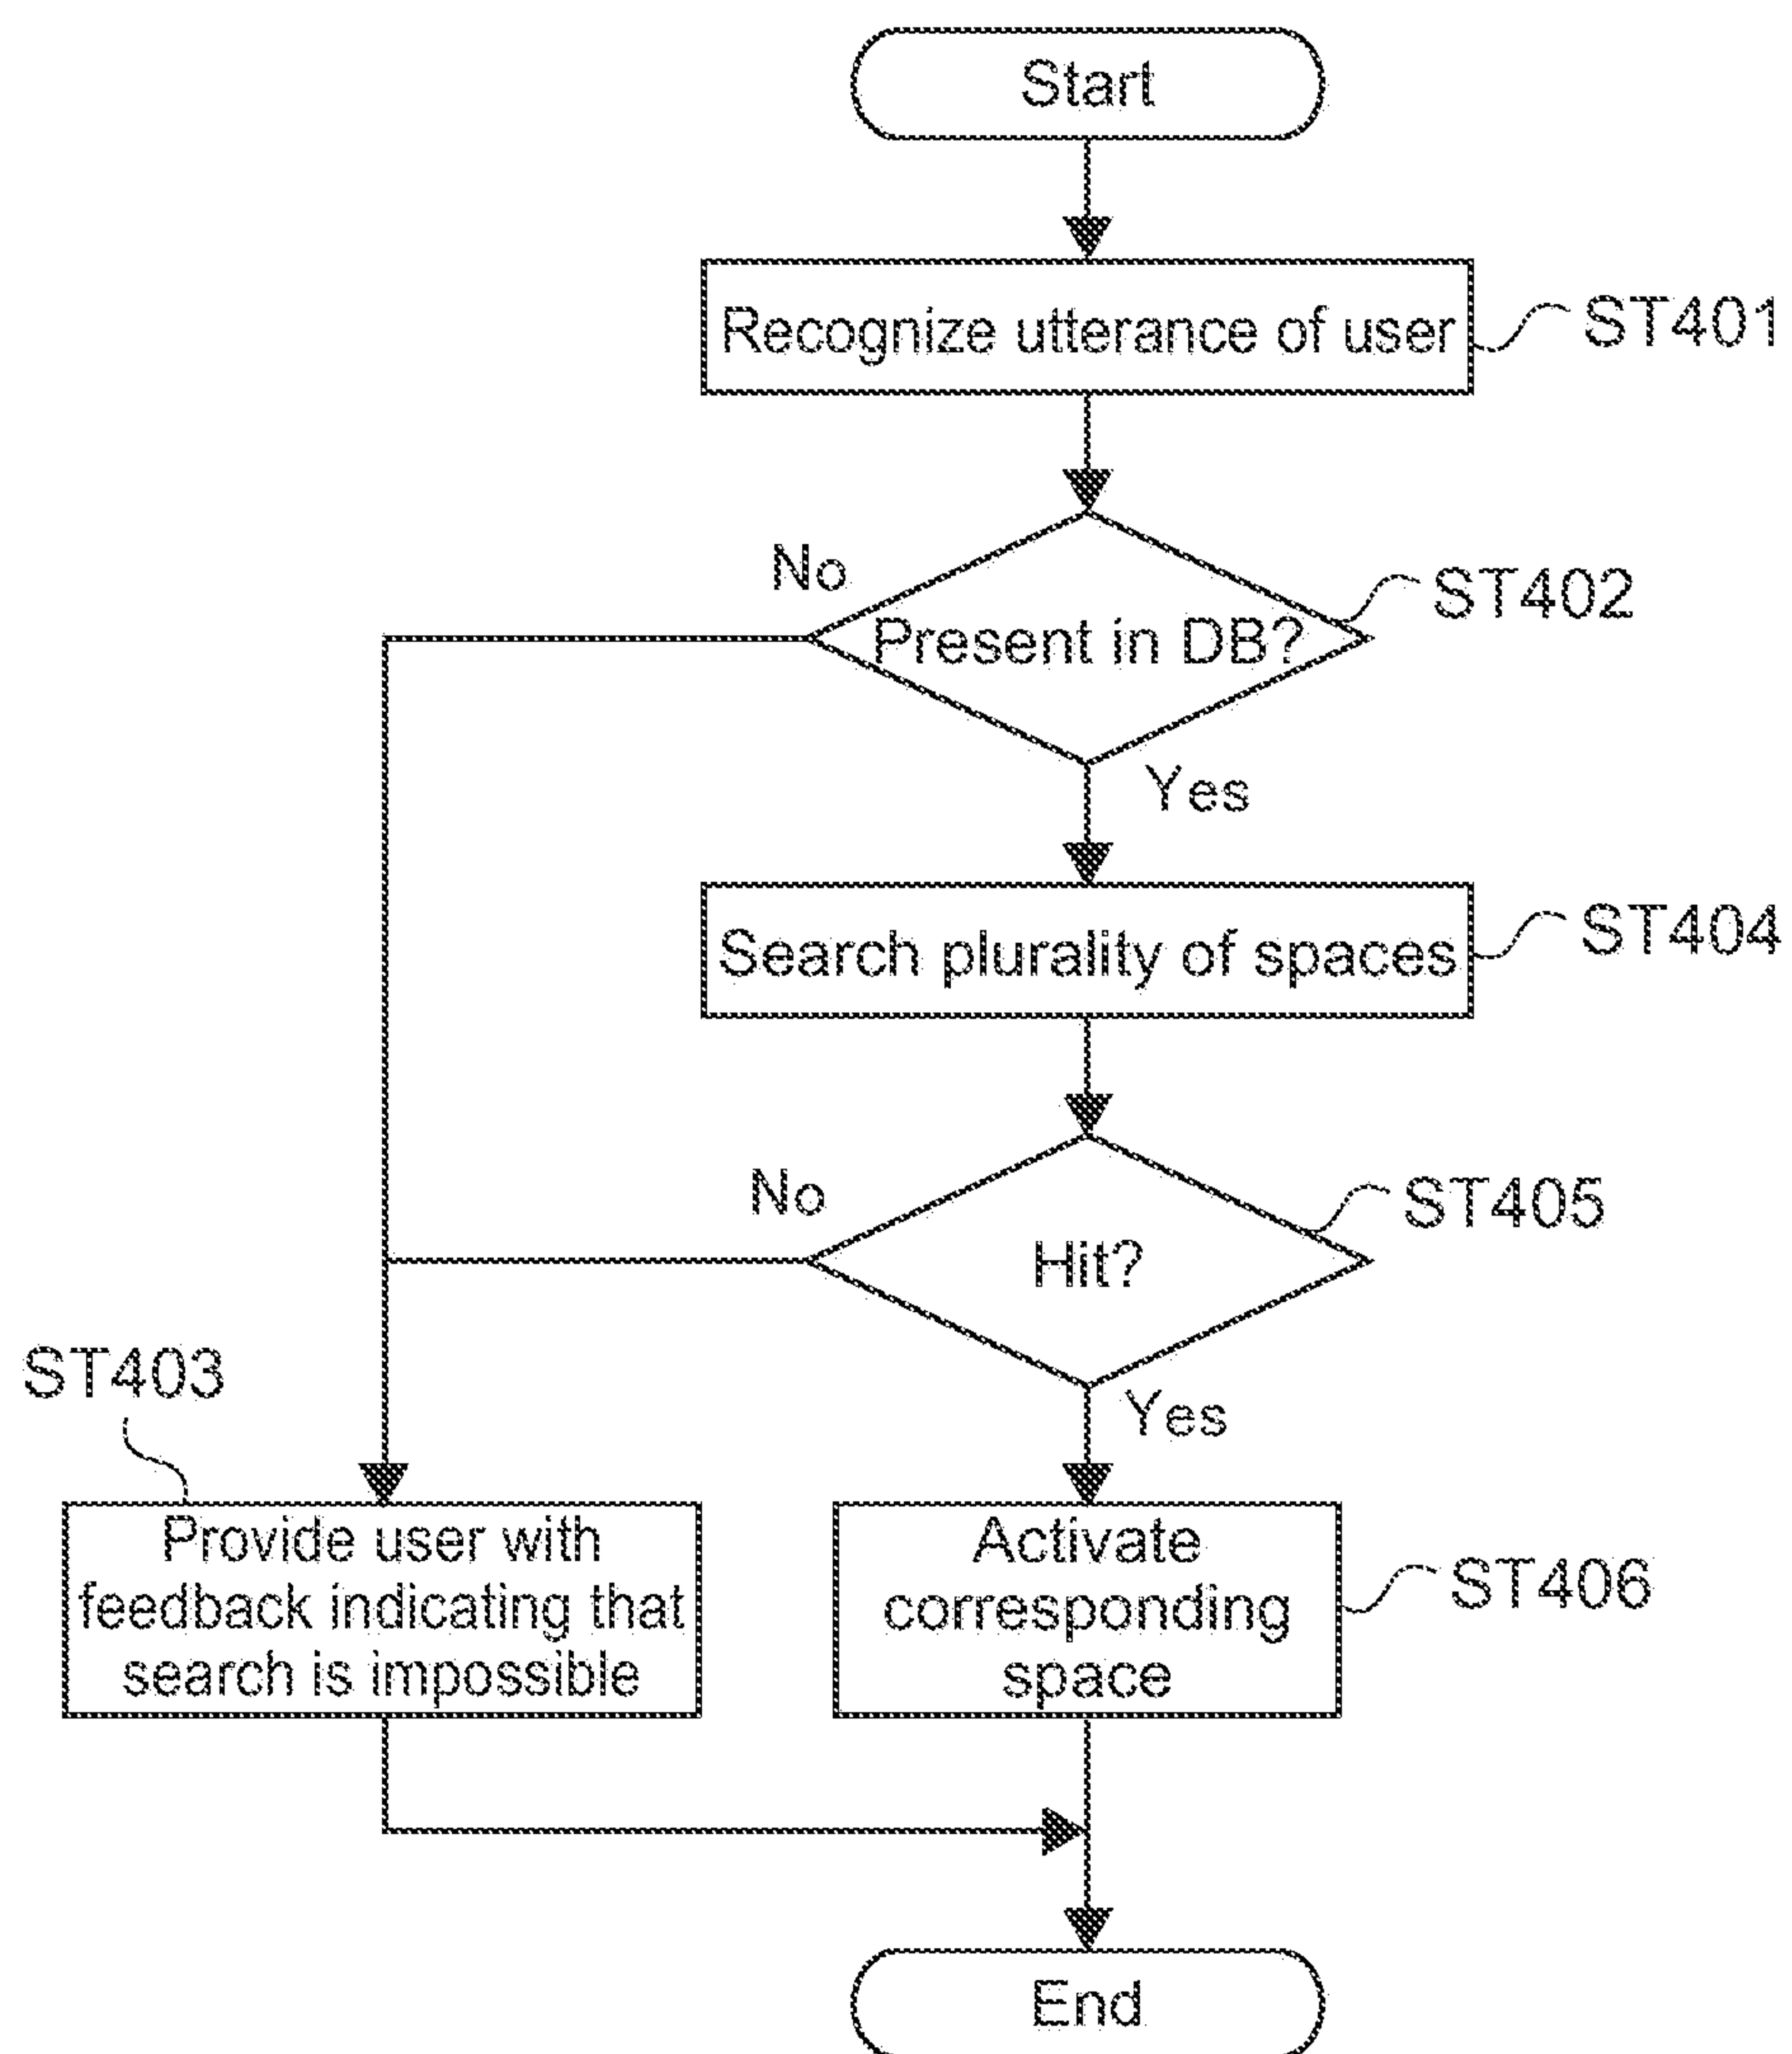 Start
Recognize utterance of user
ST401
No
Present in DB?
ST402
Yes
Search plurality of spaces
ST404
No
Hit?
ST405
Yes
ST403
Provide user with
feedback indicating that
search is impossible
Activate
corresponding
space
ST406
End